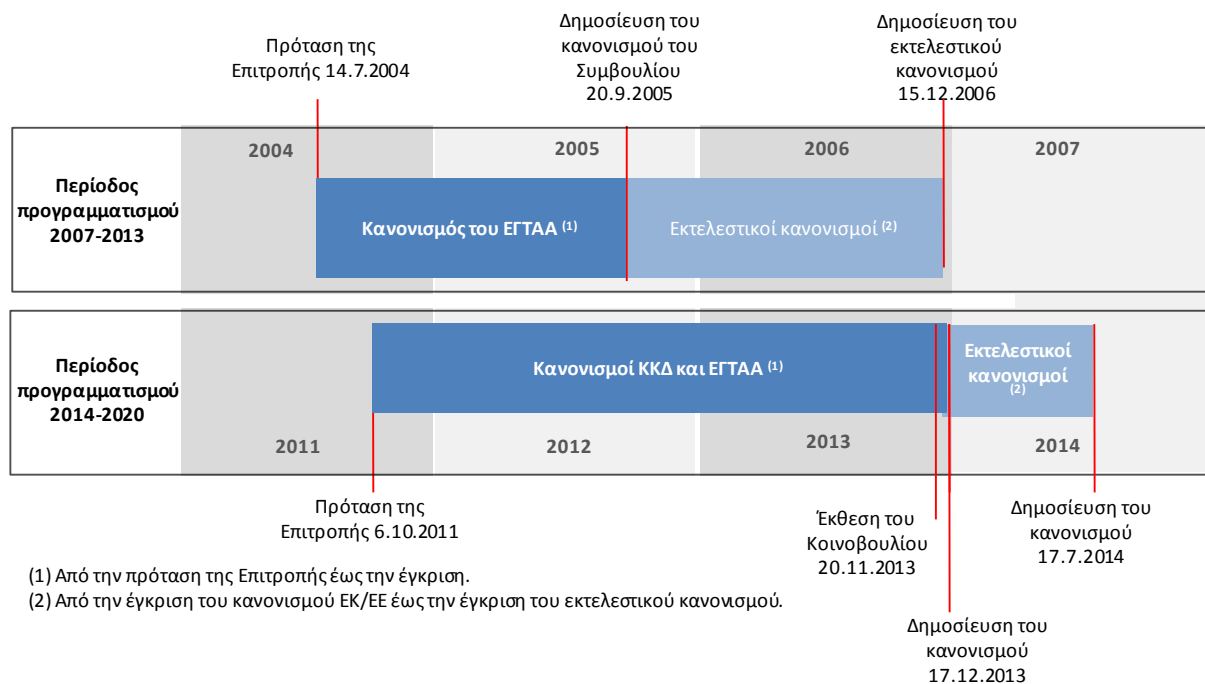 Πρόταση της
Επιτροπής 14.7.2004
Δημοσίευση του
κανονισμού του
Συμβουλίου
20.9.2005
Δημοσίευση του
εκτελεστικού
κανονισμού
15.12.2006
2004
2005
2006
2007
Περίοδος
προγραμματισμού
2007-2013
Κανονισμός του ΕΓΤΑΑ (1)
Εκτελεστικοί κανονισμοί (2)
Περίοδος
προγραμματισμού
2014-2020
Κανονισμοί ΚΚΔ και ΕΓΤΑΑ (1)
Εκτελεστικοί
κανονισμοί
(2)
2011
2012
2013
2014
Πρόταση της
Επιτροπής 6.10.2011
Έκθεση του
Κοινοβουλίου
20.11.2013
Δημοσίευση του
κανονισμού
17.7.2014
(1) Από την πρόταση της Επιτροπής έως την έγκριση.
(2) Από την έγκριση του κανονισμού ΕΚ/ΕΕ έως την έγκριση του εκτελεστικού κανονισμού.
Δημοσίευση του
κανονισμού
17.12.2013